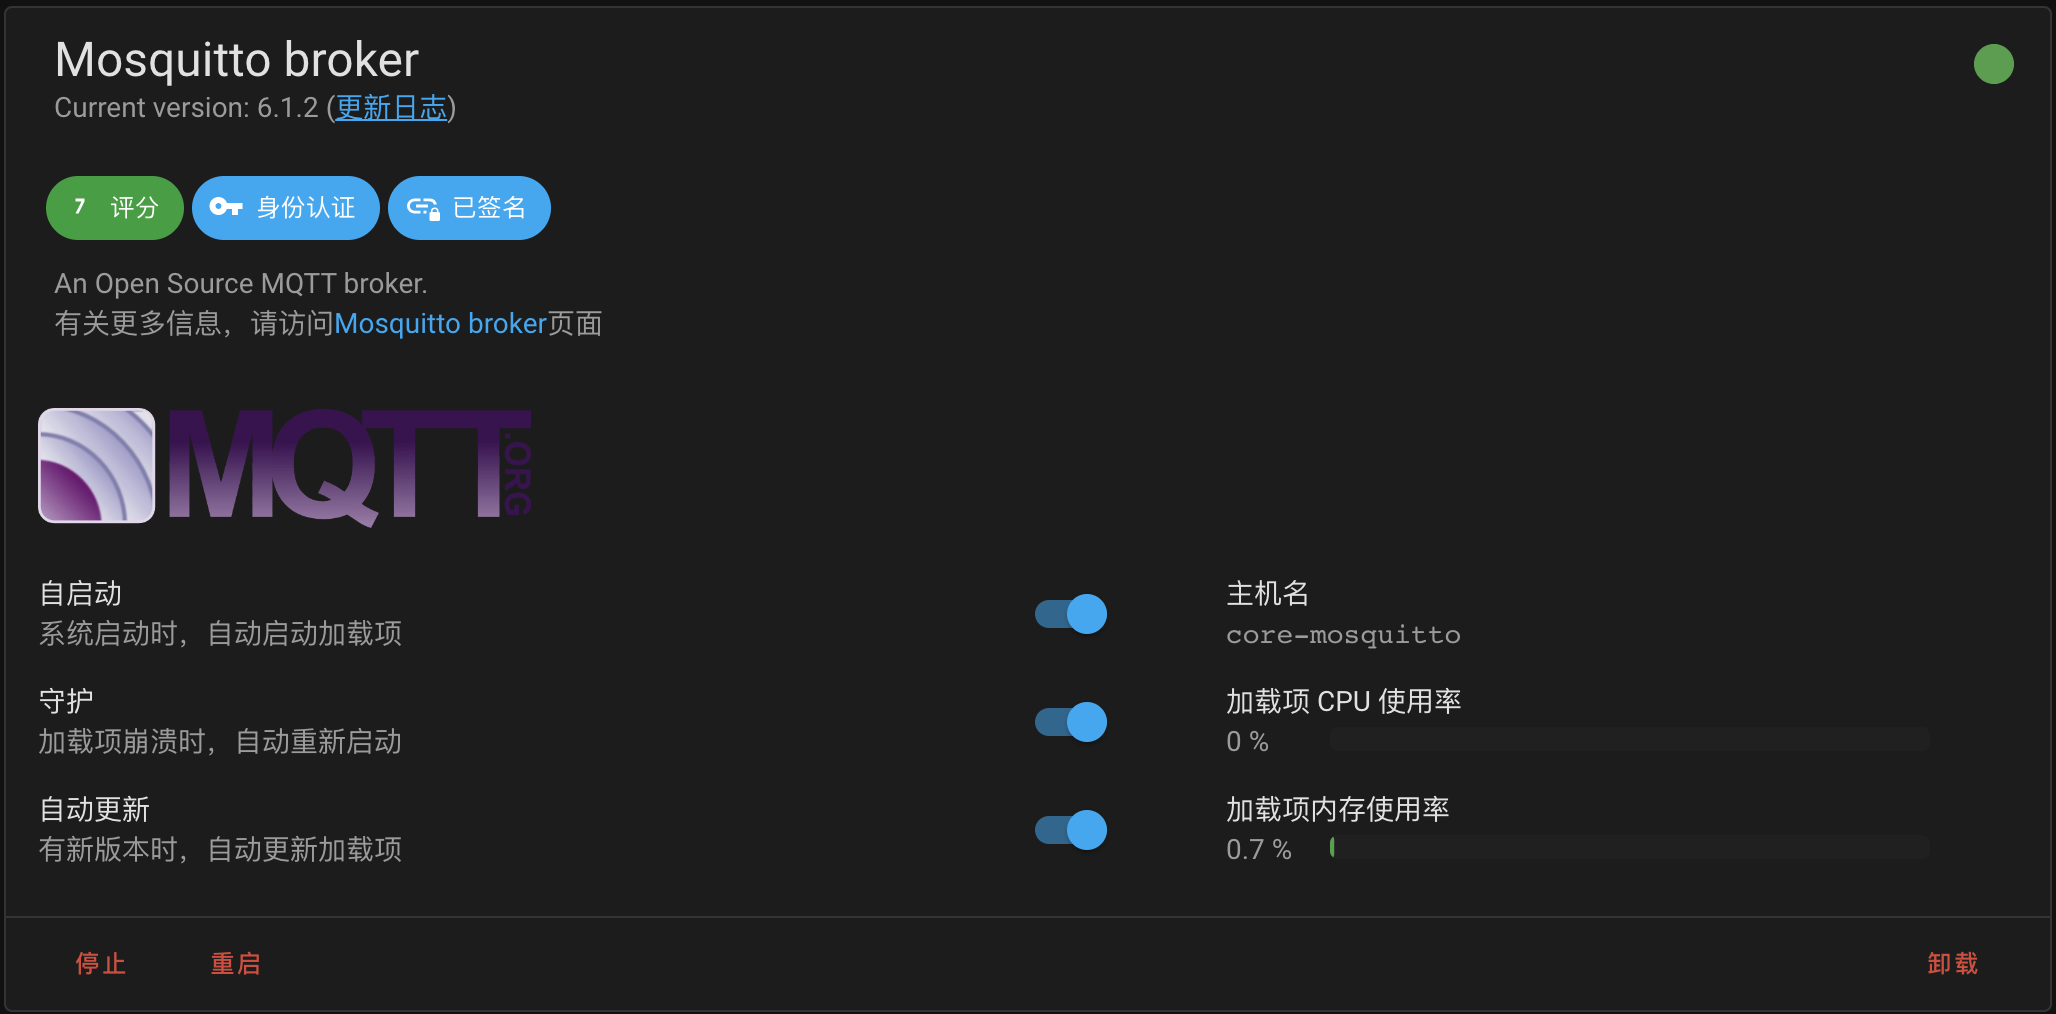 Mosquitto broker
Current version: 6.1.2 (更新日志)
7 评分 身份认证 已签名
An Open Source MQTT broker.
有关更多信息，请访问Mosquitto broker页面
MQTT.ORG
自启动
系统启动时，自动启动加载项
主机名
core-mosquitto
守护
加载项崩溃时，自动重新启动
加载项 CPU 使用率
0 %
自动更新
有新版本时，自动更新加载项
加载项内存使用率
0.7 %
停止 重启 卸载